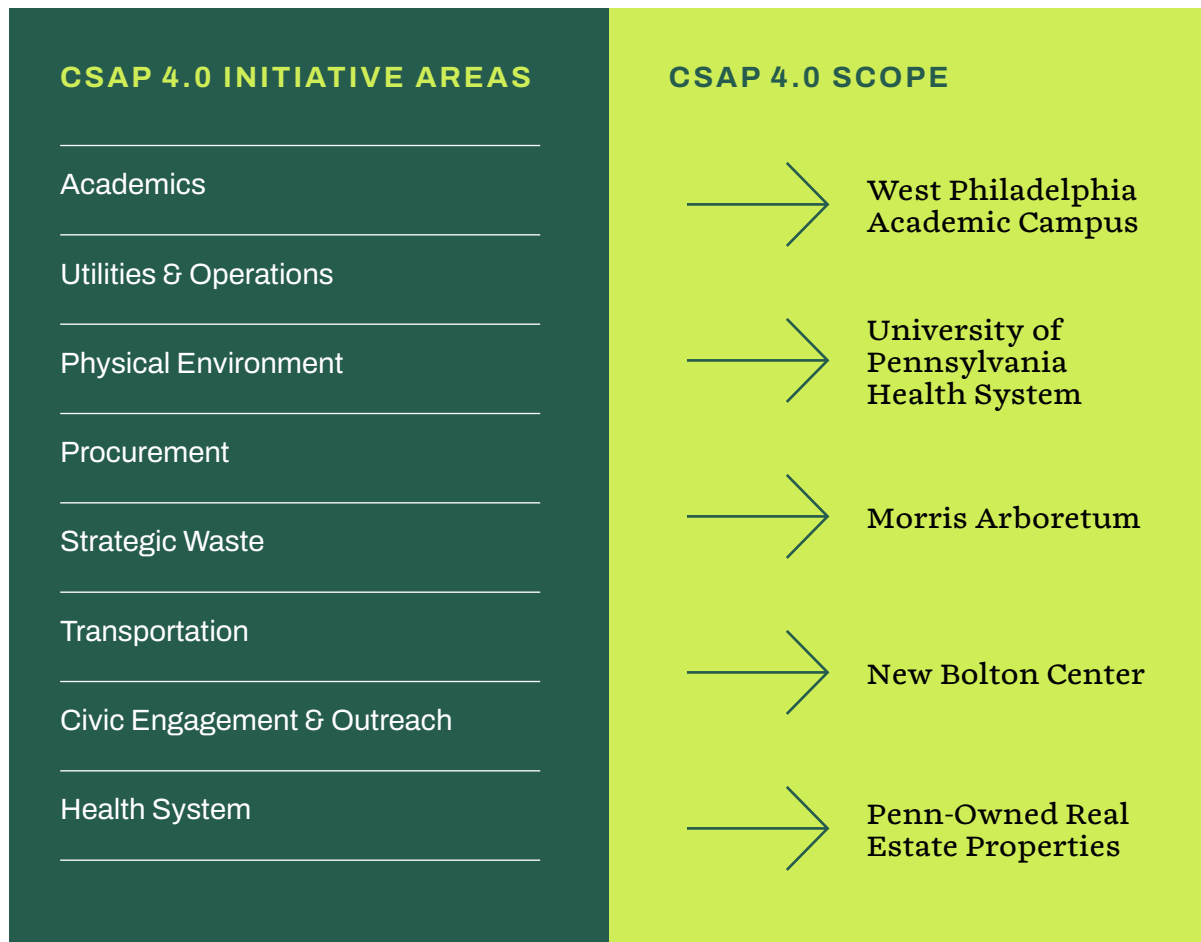 CSAP 4.0 INITIATIVE AREAS
Academics
Utilities & Operations
Physical Environment
Procurement
Strategic Waste
Transportation
Civic Engagement & Outreach
Health System
CSAP 4.0 SCOPE
West Philadelphia
Academic Campus
University of
Pennsylvania
Health System
Morris Arboretum
New Bolton Center
Penn-Owned Real
Estate Properties